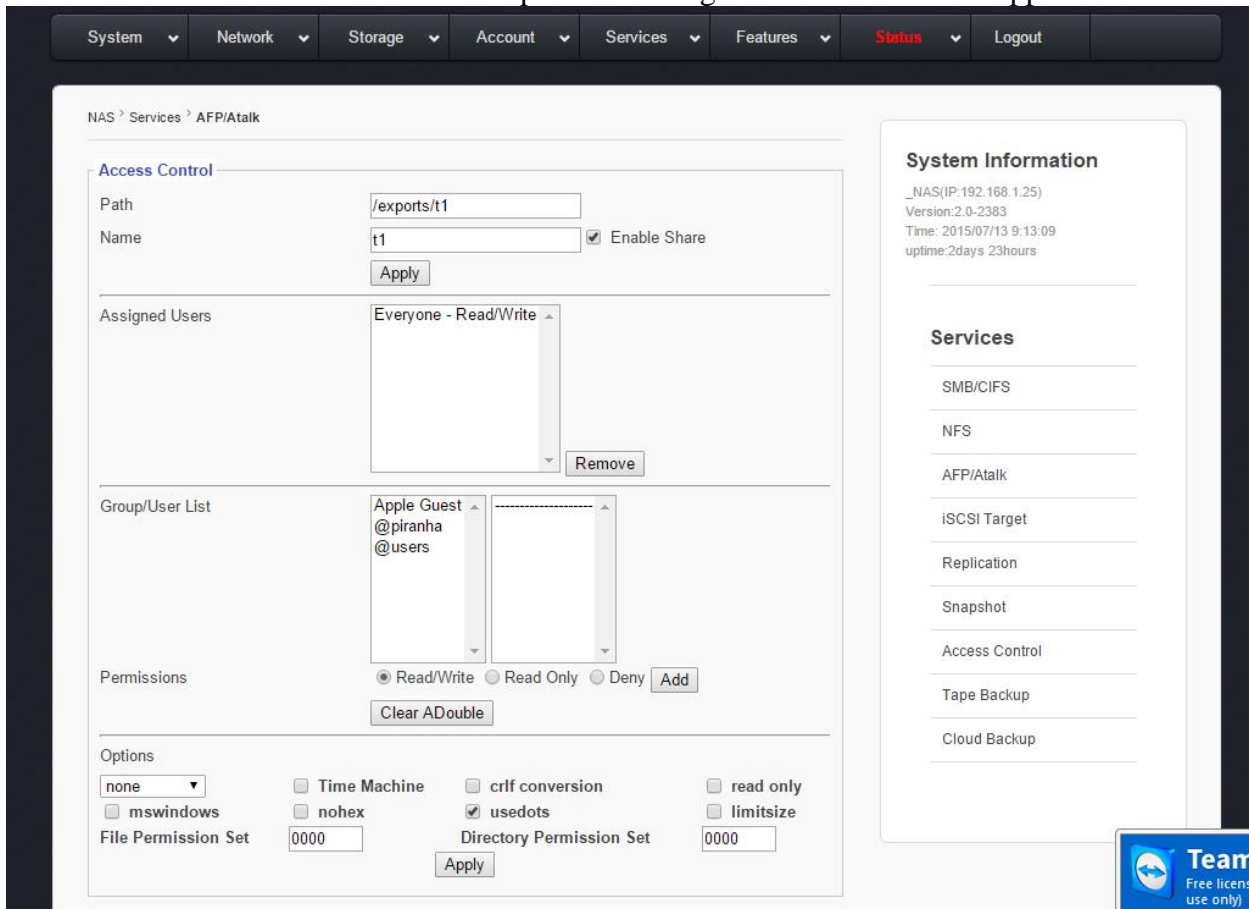 System Network Storage Account Services Features Status Logout
NAS > Services > AFP/Atalk
Access Control
Path /exports/t1
Name t1 Enable Share
Apply
Assigned Users Everyone - Read/Write
Remove
Group/User List Apple Guest --------------------
@piranha
@users
Permissions Read/Write Read Only Deny Add
Clear ADouble
Options
none Time Machine crlf conversion read only
mswindows nohex usedots limitsize
File Permission Set 0000 Directory Permission Set 0000
Apply
System Information
_NAS(IP:192.168.1.25)
Version:2.0-2383
Time: 2015/07/13 9:13:09
uptime:2days 23hours
Services
SMB/CIFS
NFS
AFP/Atalk
iSCSI Target
Replication
Snapshot
Access Control
Tape Backup
Cloud Backup
Team
Free licens
use only)